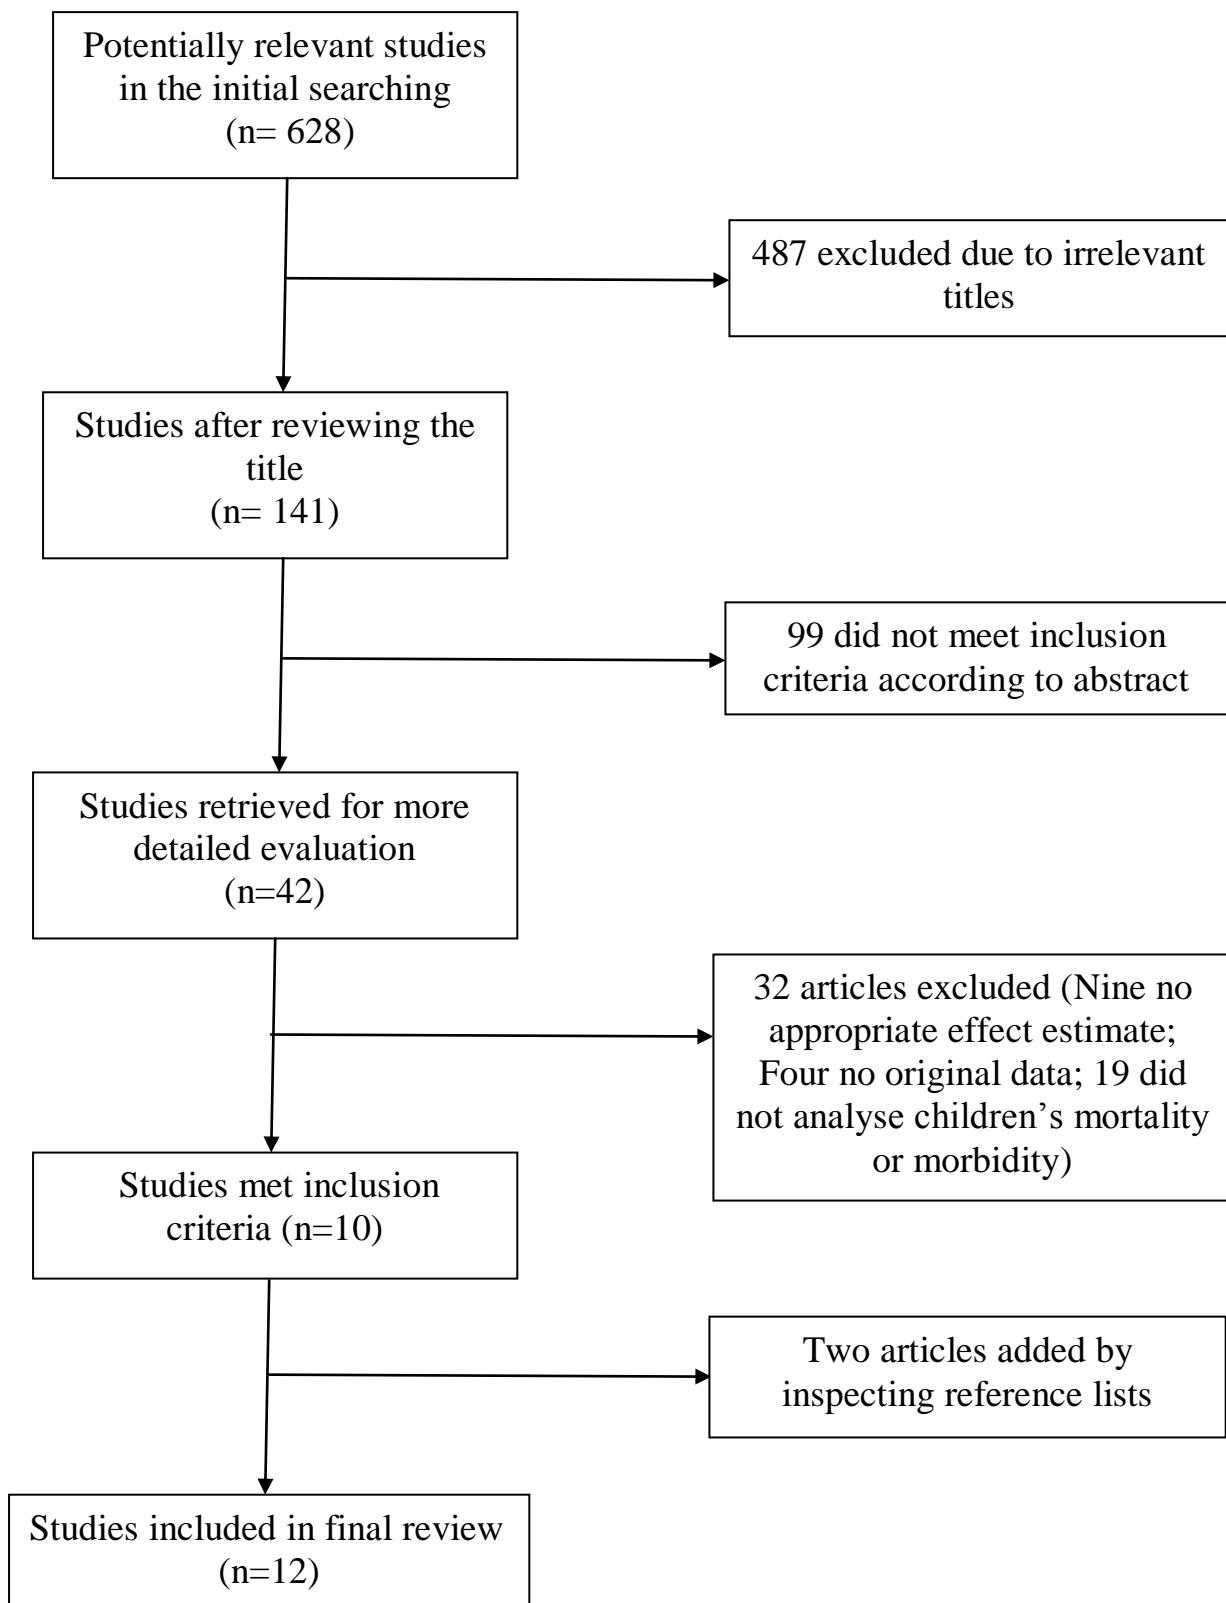 Potentially relevant studies
in the initial searching
(n= 628)
487 excluded due to irrelevant
titles
Studies after reviewing the
title
(n= 141)
99 did not meet inclusion
criteria according to abstract
Studies retrieved for more
detailed evaluation
(n=42)
32 articles excluded (Nine no
appropriate effect estimate;
Four no original data; 19 did
not analyse children’s mortality
or morbidity)
Studies met inclusion
criteria (n=10)
Two articles added by
inspecting reference lists
Studies included in final review
(n=12)